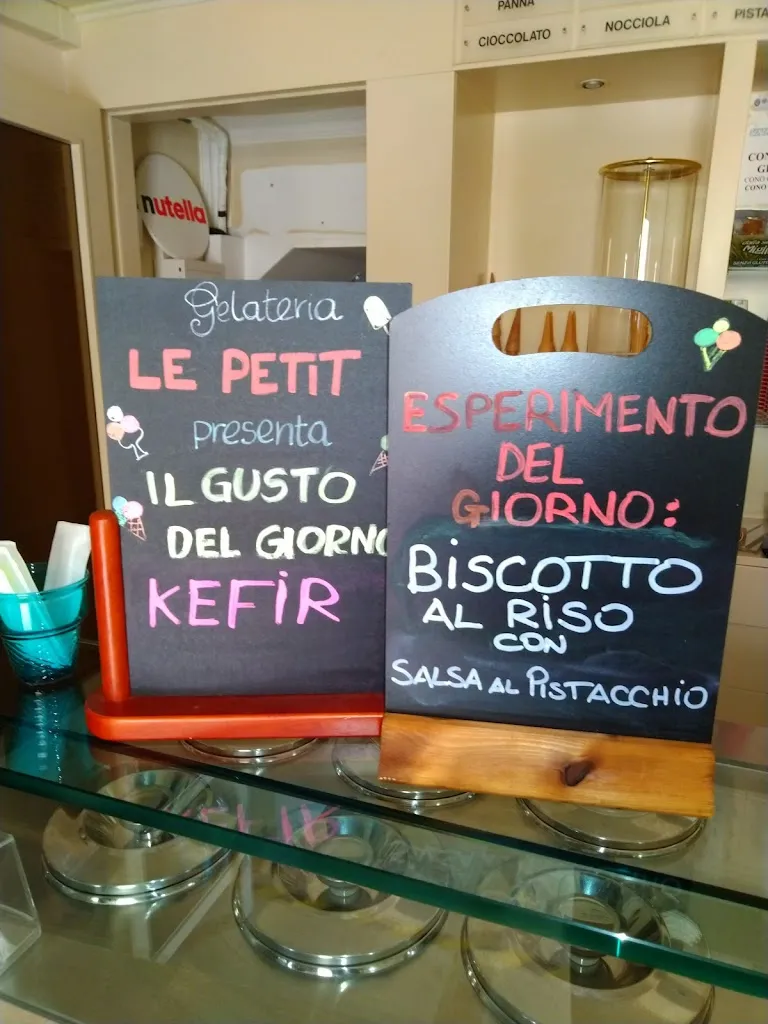 PANNA
CIOCCOLATO
NOCCIOLA
nutella
Gelateria
LE PETIT
presenta
IL GUSTO
DEL GIORNO
KEFIR
ESPERIMENTO
DEL
GIORNO:
BISCOTTO
AL RISO
CON
SALSA AL PISTACCHIO